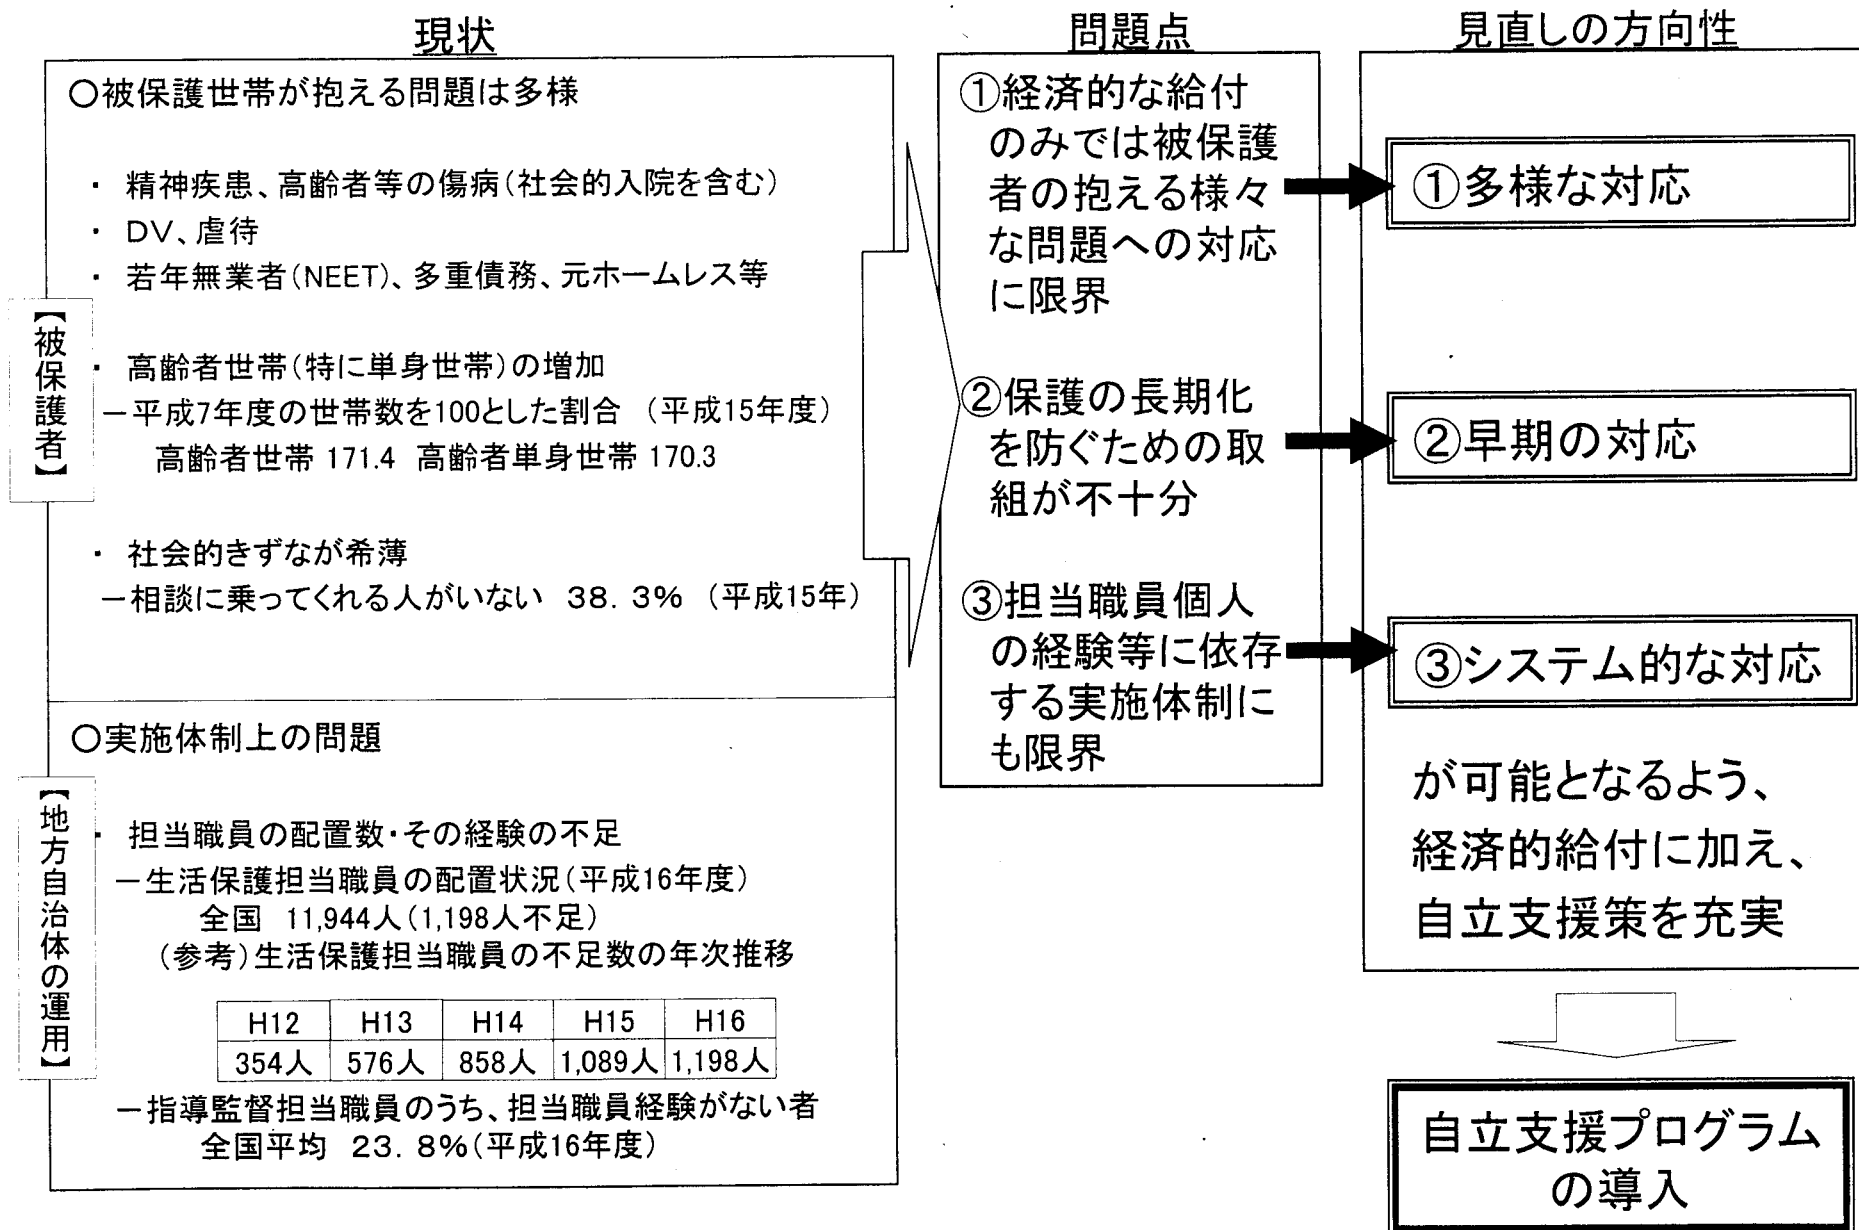 現状
○被保護世帯が抱える問題は多様
・ 精神疾患、高齢者等の傷病(社会的入院を含む)
・ DV、虐待
・ 若年無業者(NEET)、多重債務、元ホームレス等
【被保護者】
・ 高齢者世帯(特に単身世帯)の増加
－平成7年度の世帯数を100とした割合 (平成15年度)
高齢者世帯 171.4 高齢者単身世帯 170.3
・ 社会的きずなが希薄
－相談に乗ってくれる人がいない 38.3% (平成15年)
○実施体制上の問題
【地方自治体の運用】
・ 担当職員の配置数・その経験の不足
－生活保護担当職員の配置状況(平成16年度)
全国 11,944人(1,198人不足)
(参考)生活保護担当職員の不足数の年次推移
H12 H13 H14 H15 H16
354人 576人 858人 1,089人 1,198人
－指導監督担当職員のうち、担当職員経験がない者
全国平均 23.8%(平成16年度)
問題点
①経済的な給付
のみでは被保護
者の抱える様々
な問題への対応
に限界
②保護の長期化
を防ぐための取
組が不十分
③担当職員個人
の経験等に依存
する実施体制に
も限界
見直しの方向性
①多様な対応
②早期の対応
③システム的な対応
が可能となるよう、
経済的給付に加え、
自立支援策を充実
自立支援プログラム
の導入